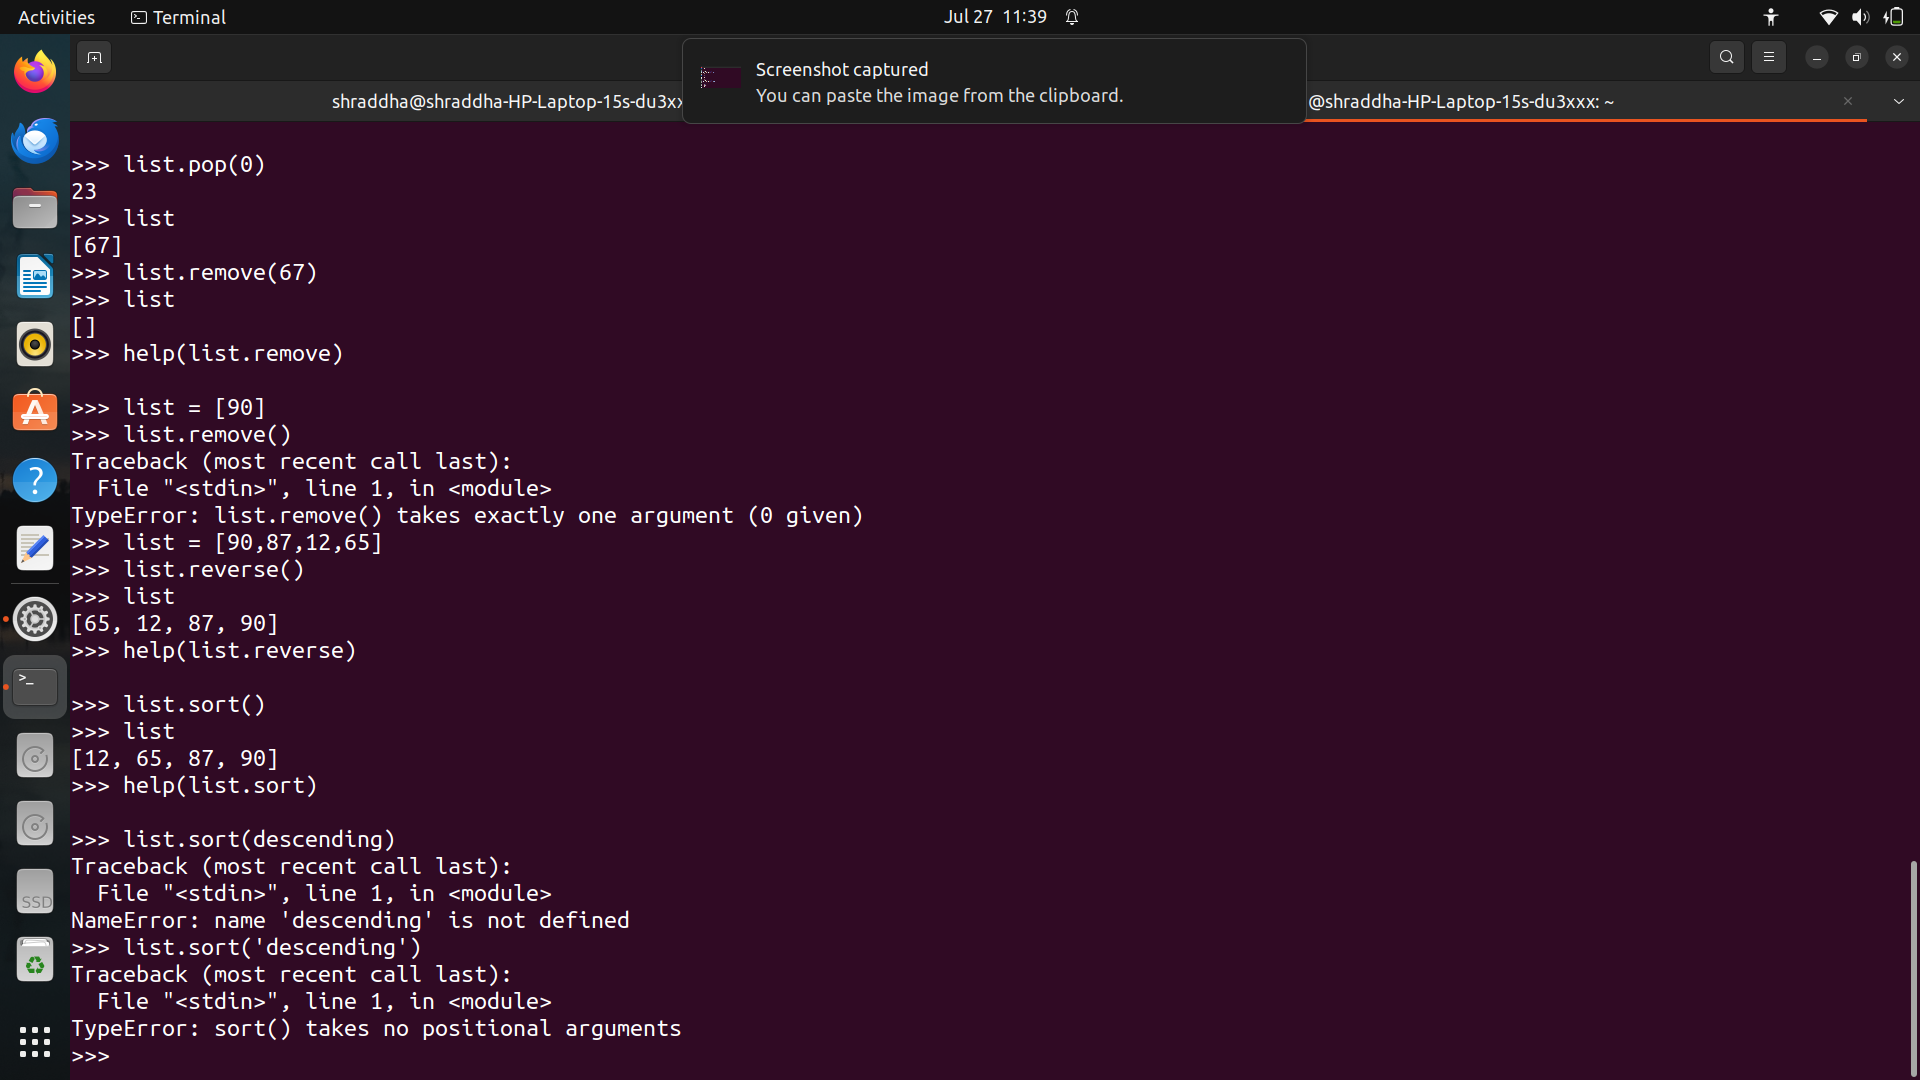 Activities
Terminal
Jul 27 11:39
Screenshot captured
You can paste the image from the clipboard.
shraddha@shraddha-HP-Laptop-15s-du3xx
@shraddha-HP-Laptop-15s-du3xxx: ~
>>> list.pop(0)
23
>>> list
[67]
>>> list.remove(67)
>>> list
[]
>>> help(list.remove)
>>> list = [90]
>>> list.remove()
Traceback (most recent call last):
  File "<stdin>", line 1, in <module>
TypeError: list.remove() takes exactly one argument (0 given)
>>> list = [90,87,12,65]
>>> list.reverse()
>>> list
[65, 12, 87, 90]
>>> help(list.reverse)
>>> list.sort()
>>> list
[12, 65, 87, 90]
>>> help(list.sort)
>>> list.sort(descending)
Traceback (most recent call last):
  File "<stdin>", line 1, in <module>
NameError: name 'descending' is not defined
>>> list.sort('descending')
Traceback (most recent call last):
  File "<stdin>", line 1, in <module>
TypeError: sort() takes no positional arguments
>>>
SSD